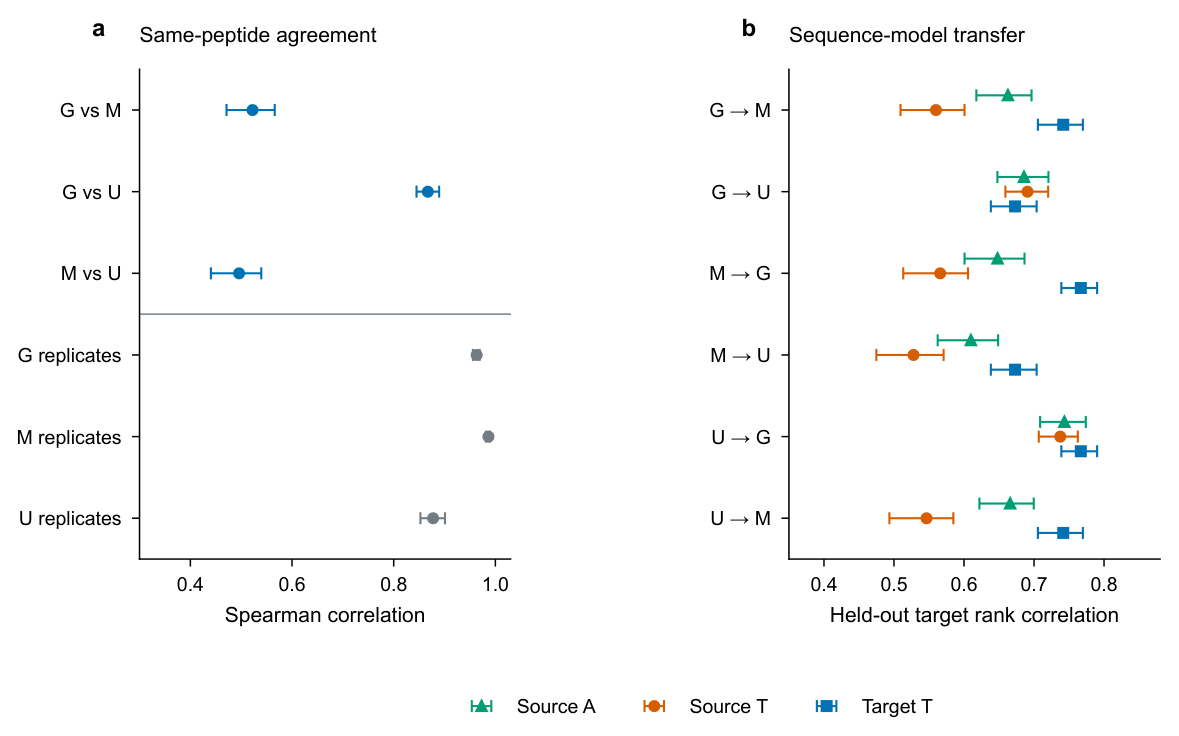 a Same-peptide agreement
G vs M
G vs U
M vs U
G replicates
M replicates
U replicates
0.4 0.6 0.8 1.0
Spearman correlation
b Sequence-model transfer
G → M
G → U
M → G
M → U
U → G
U → M
0.4 0.5 0.6 0.7 0.8
Held-out target rank correlation
Source A Source T Target T